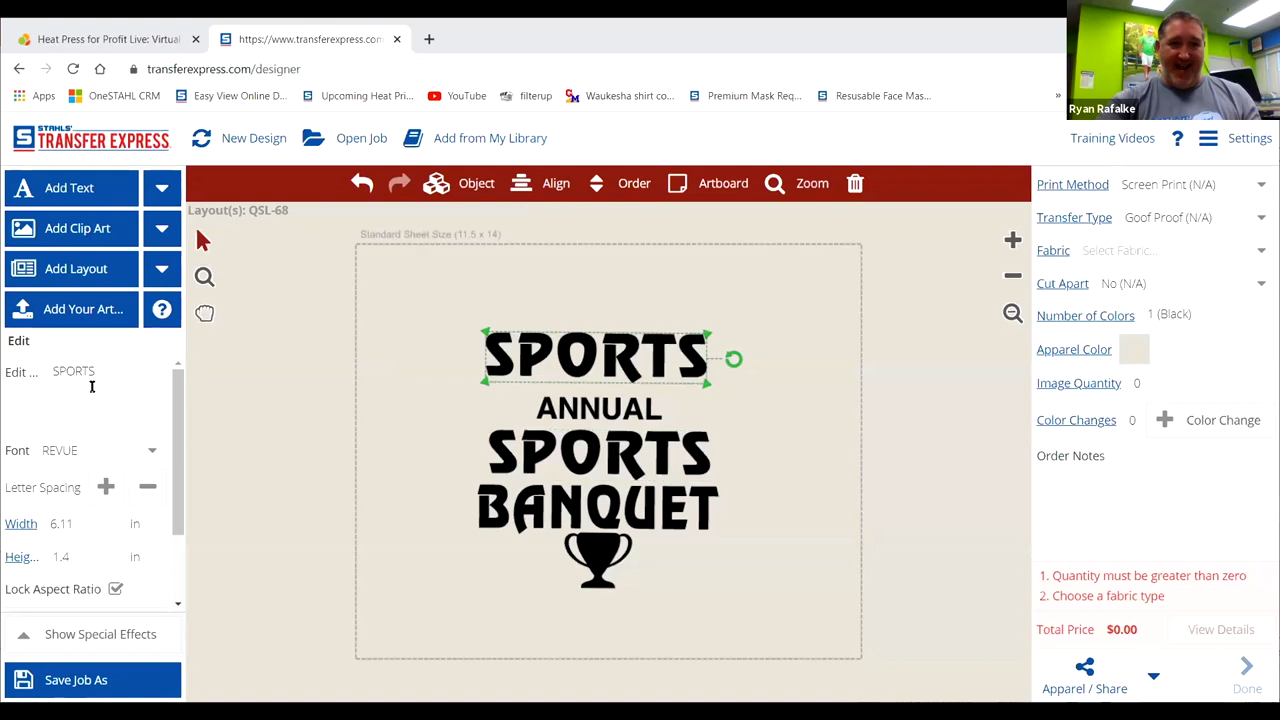 Heat Press for Profit Live: Virtual
https://www.transferexpress.com
transferexpress.com/designer
Apps OneSTAHL CRM Easy View Online D... Upcoming Heat Pri... YouTube filterup Waukesha shirt co... Premium Mask Req... Resusable Face Mas... »
Ryan Rafalke
STAHLS' TRANSFER EXPRESS New Design Open Job Add from My Library Training Videos ? Settings
Add Text
Object Align Order Artboard Zoom
Print Method Screen Print (N/A)
Layout(s): QSL-68
Transfer Type Goof Proof (N/A)
Add Clip Art
Standard Sheet Size (11.5 x 14)
Fabric Select Fabric...
Add Layout
Cut Apart No (N/A)
Add Your Art... ?
Number of Colors 1 (Black)
Edit
Apparel Color
Edit ... SPORTS
SPORTS
Image Quantity 0
ANNUAL
Color Changes 0 Color Change
SPORTS
Font REVUE
Order Notes
Letter Spacing
BANQUET
Width 6.11 in
Heig... 1.4 in
Lock Aspect Ratio
1. Quantity must be greater than zero
2. Choose a fabric type
Show Special Effects
Total Price $0.00 View Details
Save Job As
Apparel / Share Done